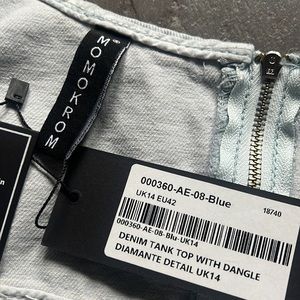 MOMOKROM
000360-AE-08-Blue
UK14 EU42
18740
000360-AE-08-Blu-UK14
DENIM TANK TOP WITH DANGLE
DIAMANTE DETAIL UK14